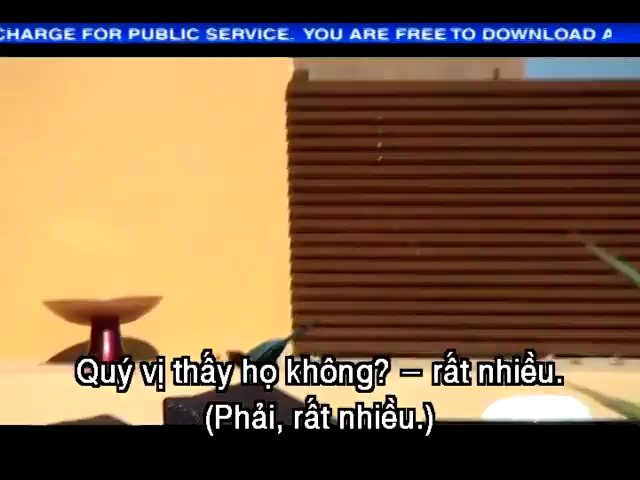 CHARGE FOR PUBLIC SERVICE. YOU ARE FREE TO DOWNLOAD A
Quý vị thấy họ không? – rất nhiều.
(Phải, rất nhiều.)